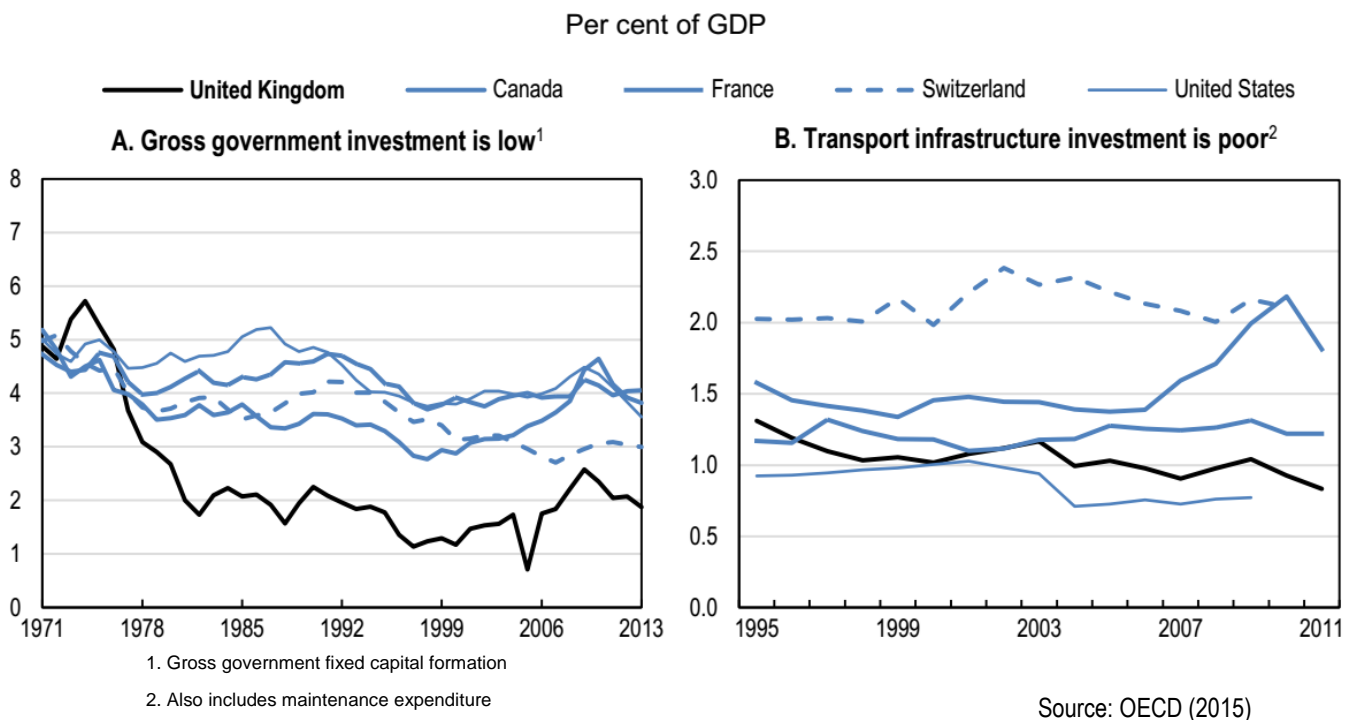 Per cent of GDP
United Kingdom Canada France Switzerland United States
A. Gross government investment is low1
8
7
6
5
4
3
2
1
0
1971 1978 1985 1992 1999 2006 2013
B. Transport infrastructure investment is poor2
3.0
2.5
2.0
1.5
1.0
0.5
0.0
1995 1999 2003 2007 2011
1. Gross government fixed capital formation
2. Also includes maintenance expenditure
Source: OECD (2015)